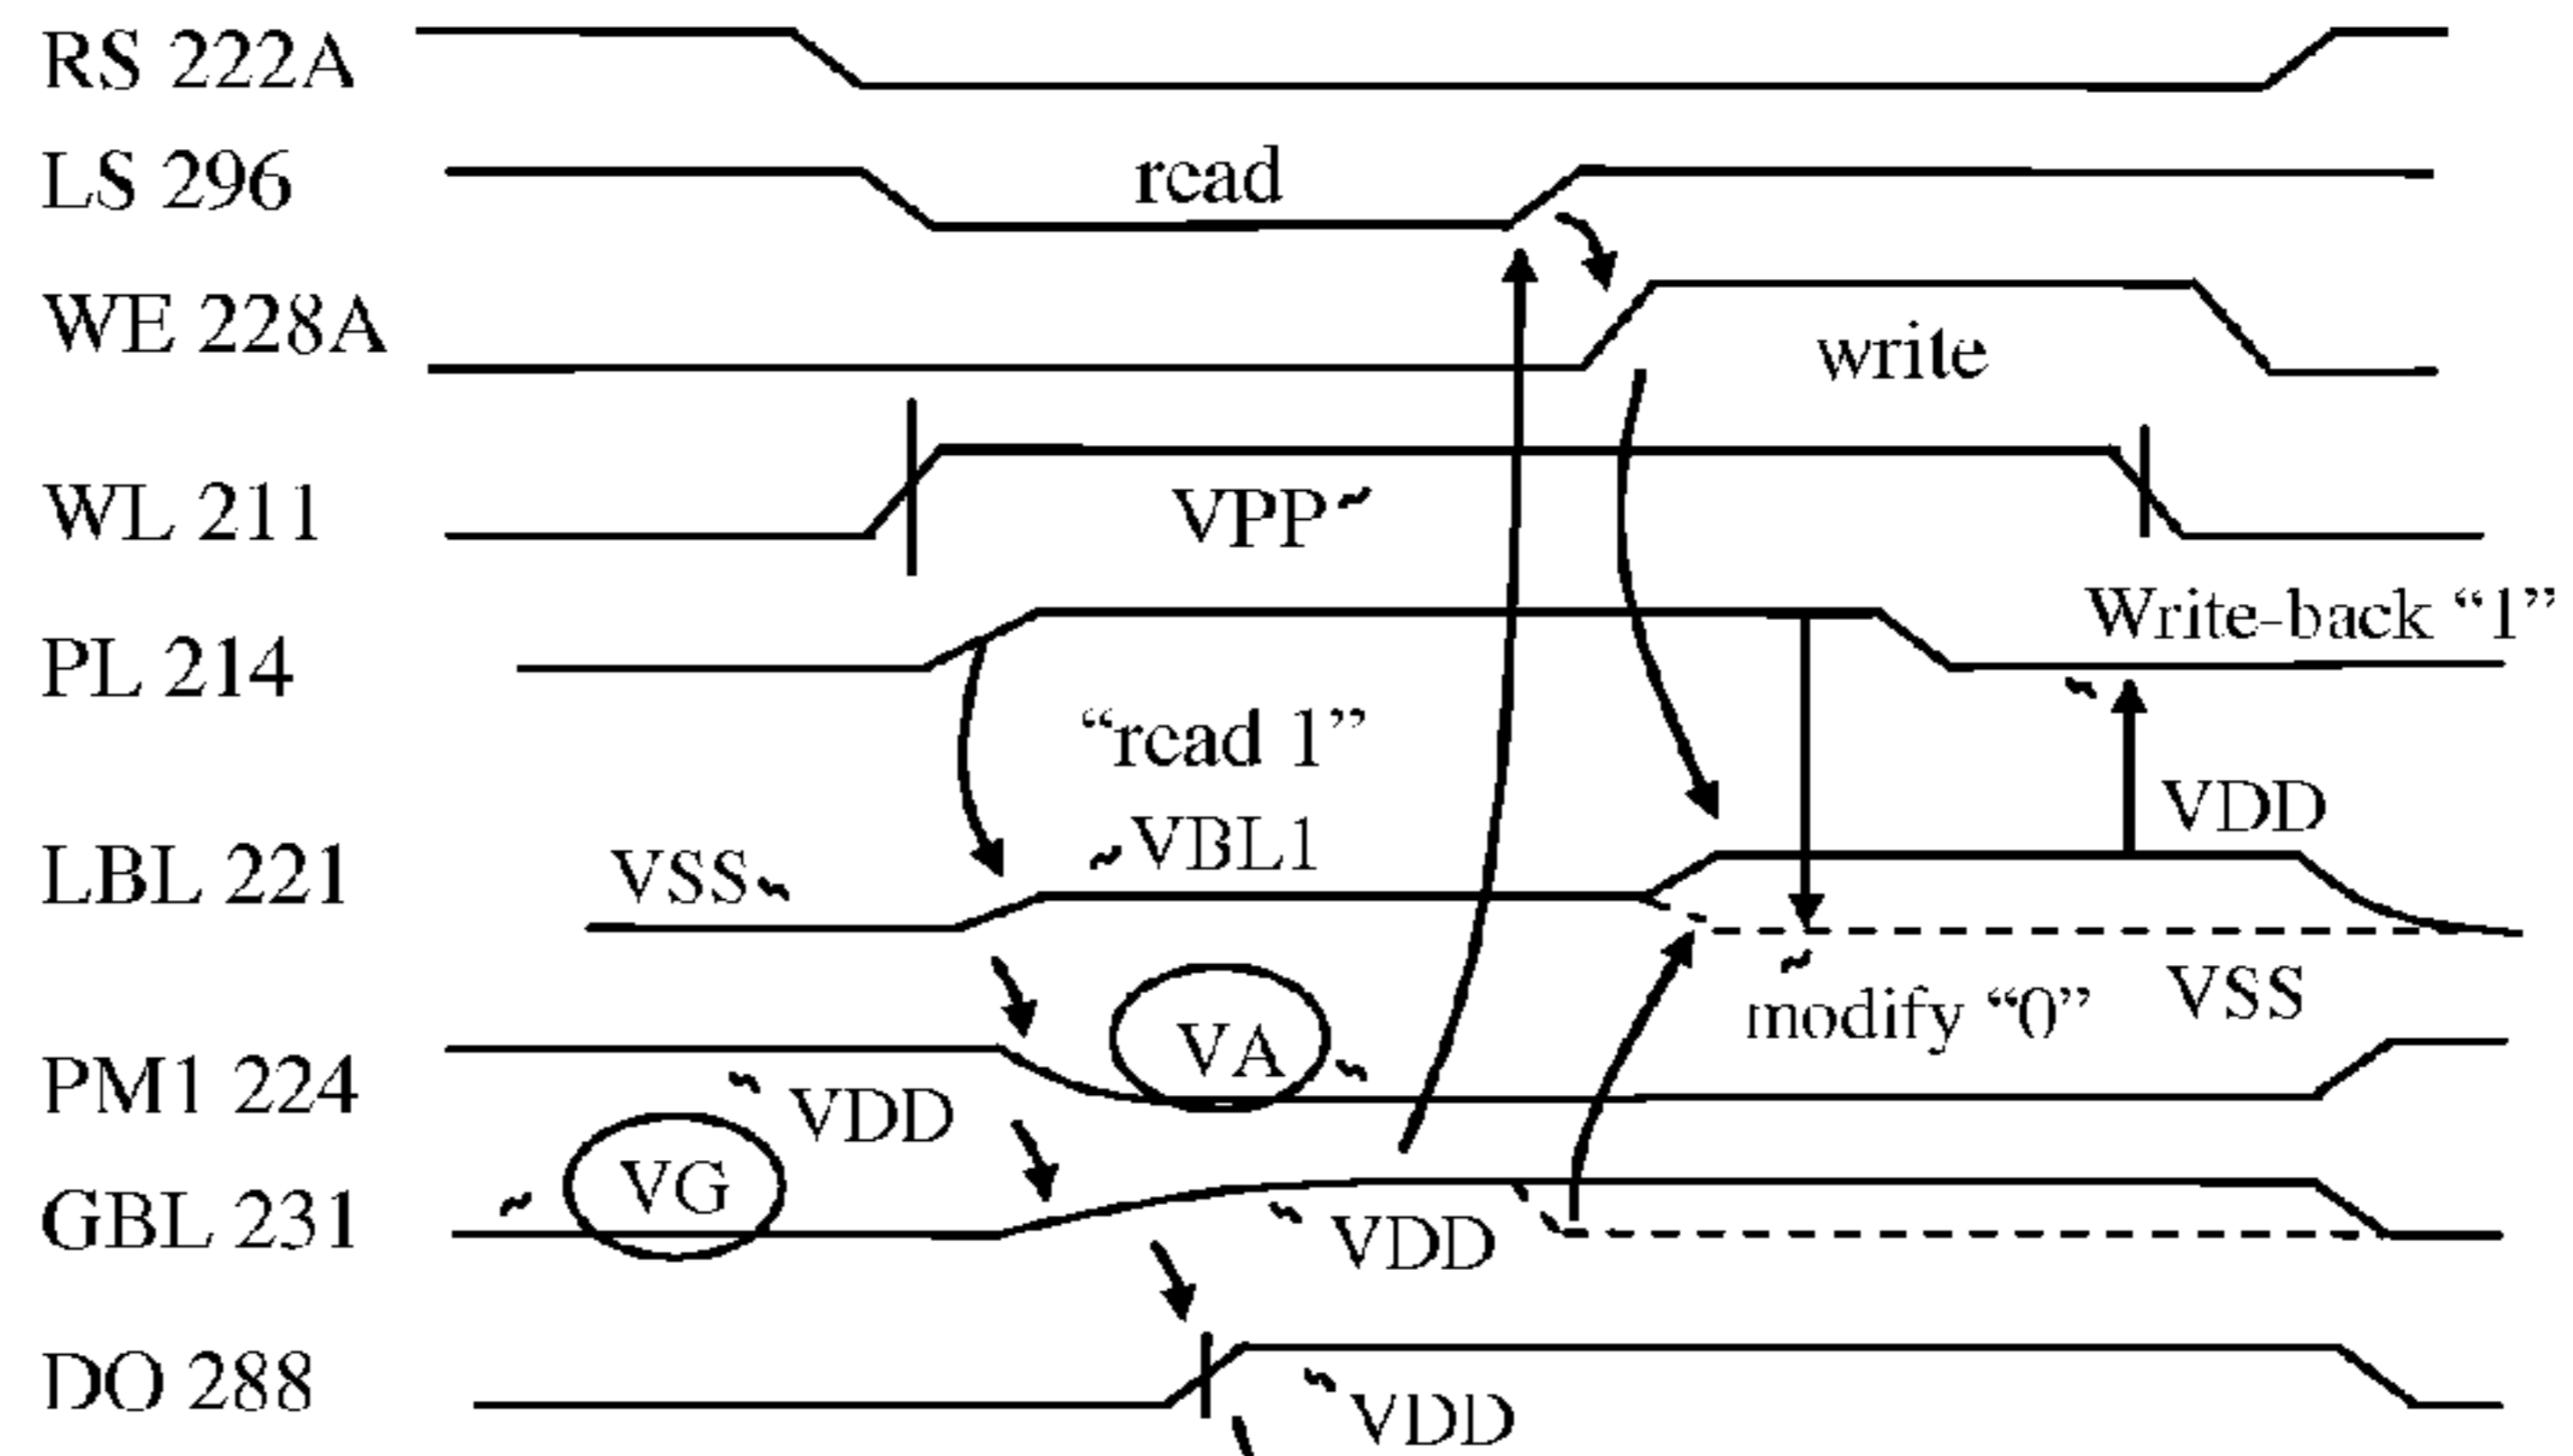 RS 222A
LS 296
read
WE 228A
write
WL 211
VPP
PL 214
Write-back “1”
“read 1”
VDD
LBL 221
VSS
VBL1
modify “0”
VSS
PM1 224
VDD
VA
GBL 231
VG
VDD
DO 288
VDD